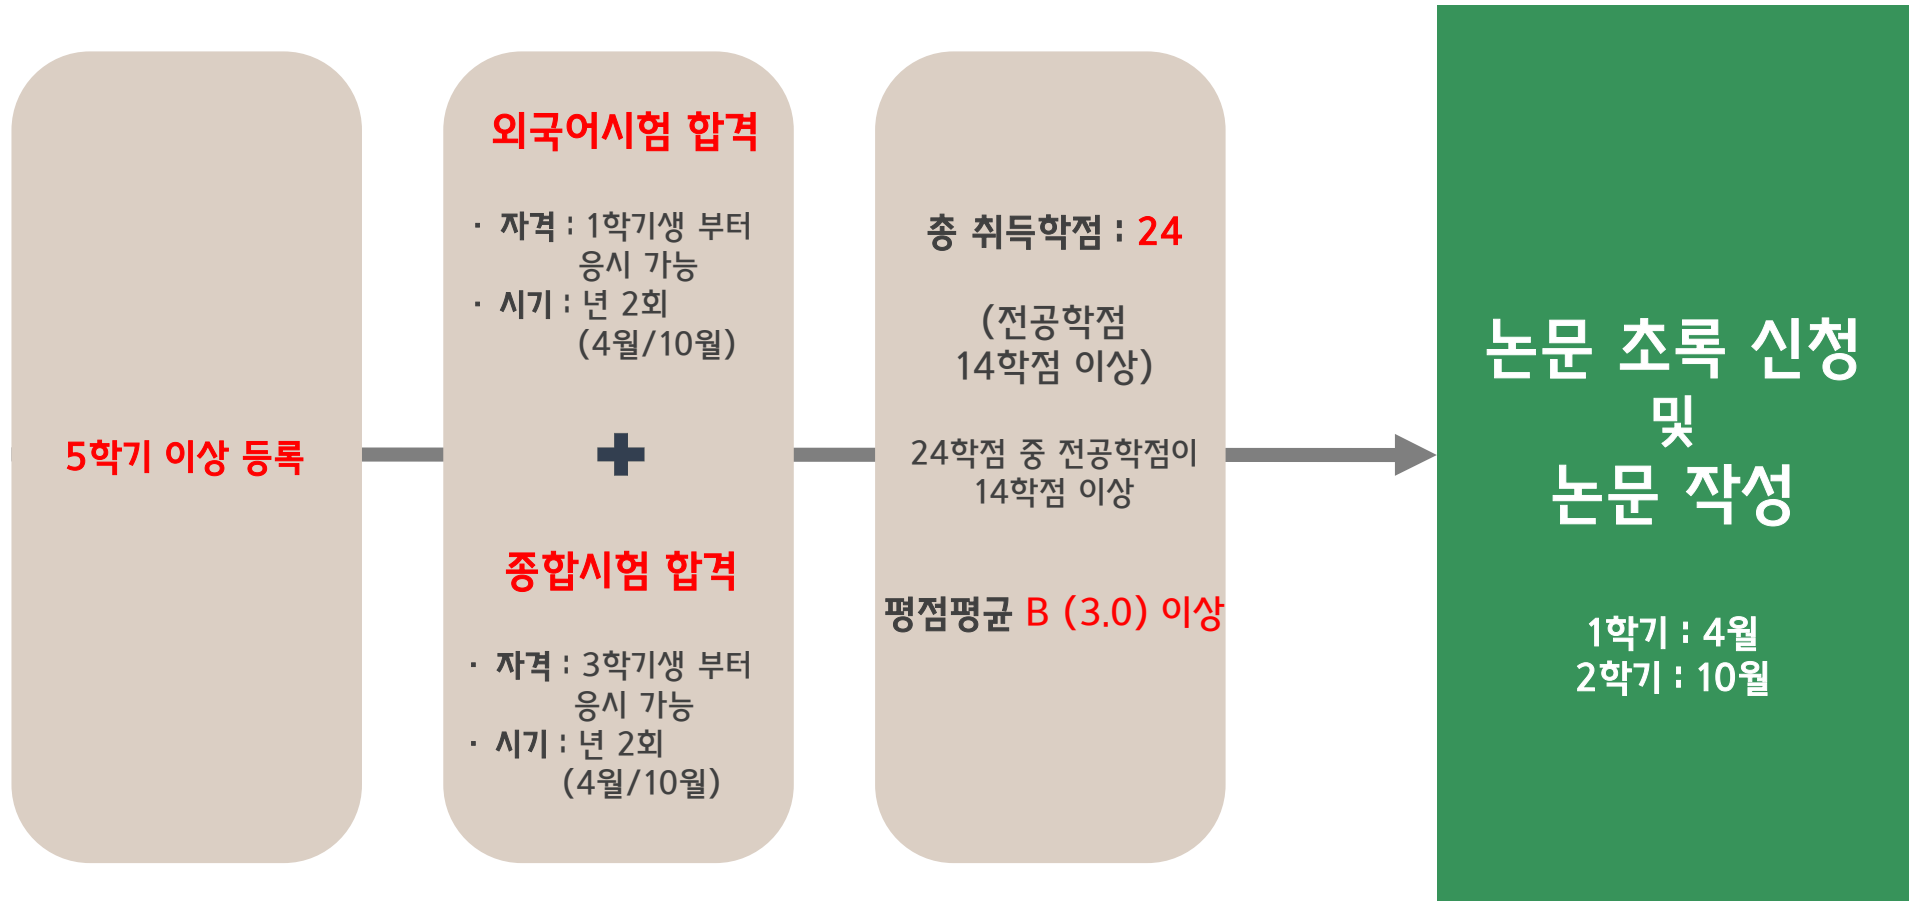 5학기 이상 등록
외국어시험 합격
· 자격 : 1학기생 부터
응시 가능
· 시기 : 년 2회
(4월/10월)
종합시험 합격
· 자격 : 3학기생 부터
응시 가능
· 시기 : 년 2회
(4월/10월)
총 취득학점 : 24
(전공학점
14학점 이상)
24학점 중 전공학점이
14학점 이상
평점평균 B (3.0) 이상
논문 초록 신청
및
논문 작성
1학기 : 4월
2학기 : 10월